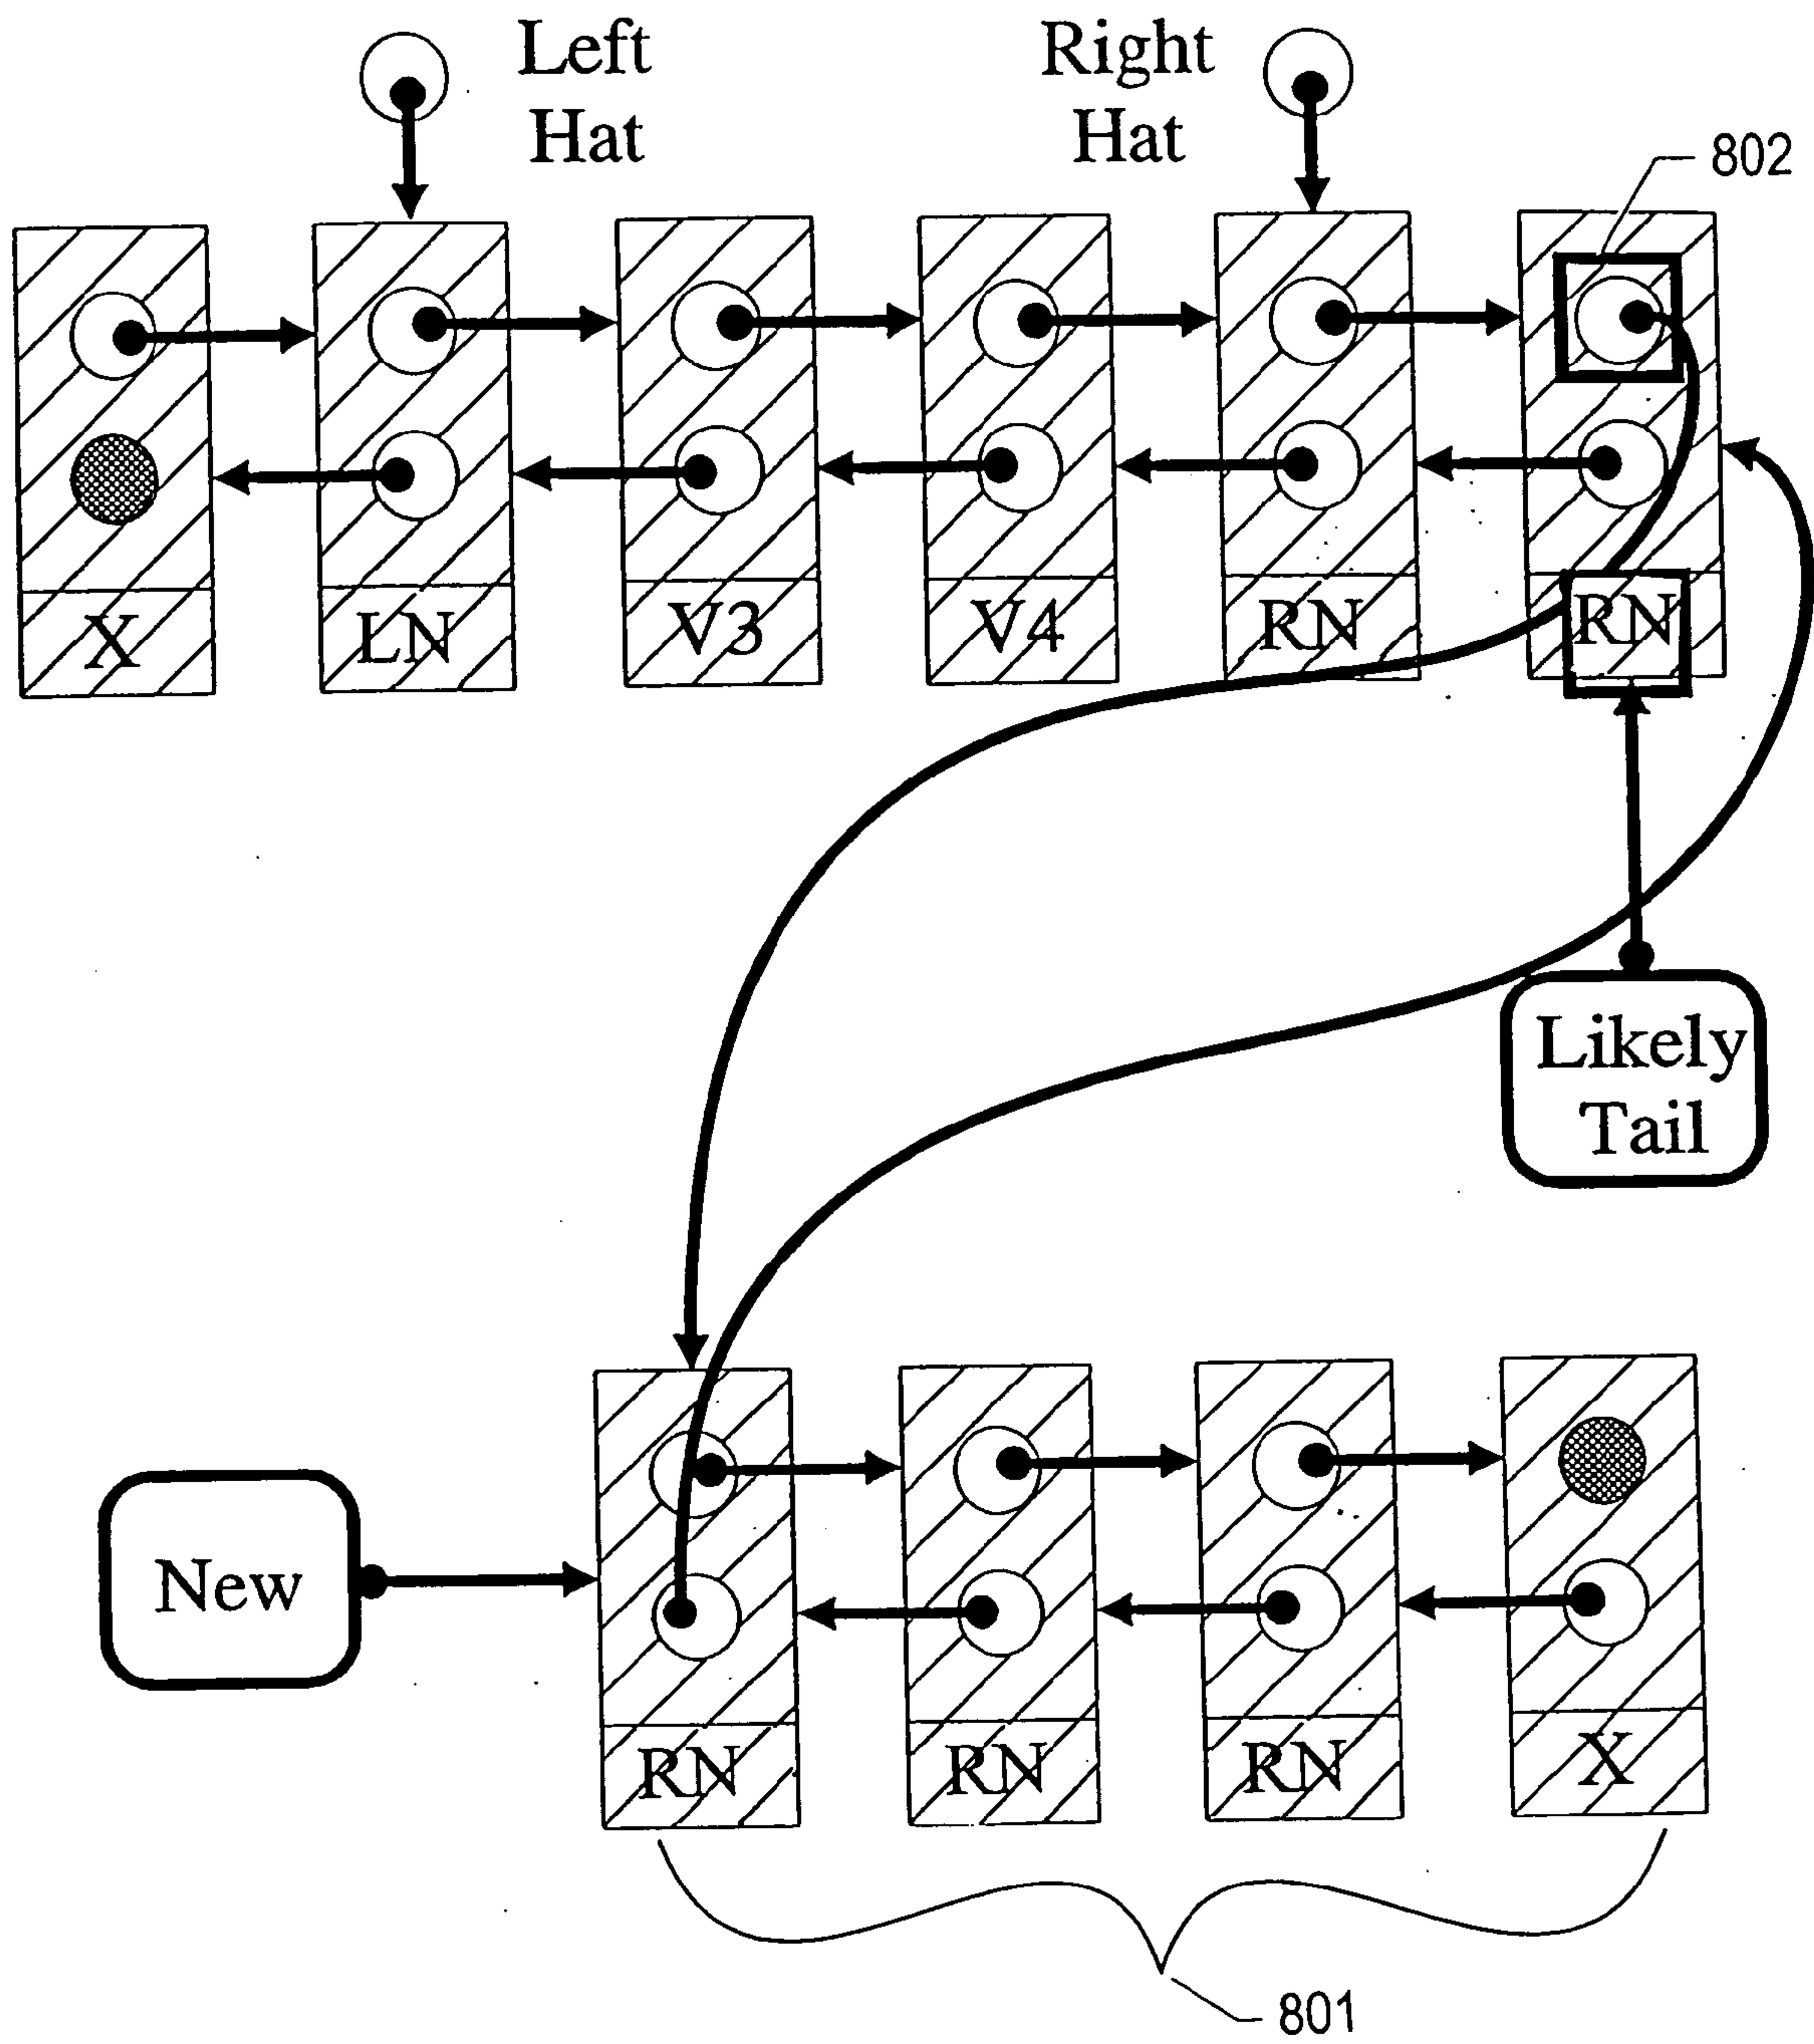 Left
Hat
Right
Hat
802
X
LN
V3
V4
RN
RN
Likely
Tail
New
RN
RN
RN
X
801